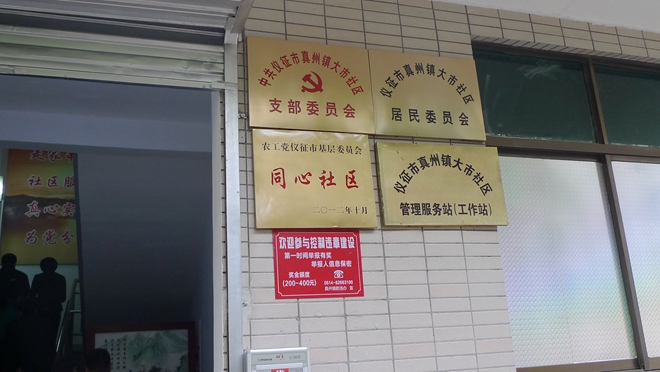 中共仪征市真州镇大市社区
支部委员会
仪征市真州镇大市社区
居民委员会
农工党仪征市基层委员会
同心社区
二〇一二年十月
仪征市真州镇大市社区
管理服务站(工作站)
欢迎参与控制违章建设
第一时间举报有奖
举报人信息保密
奖金额度
(200~400元)
社区服
真心实